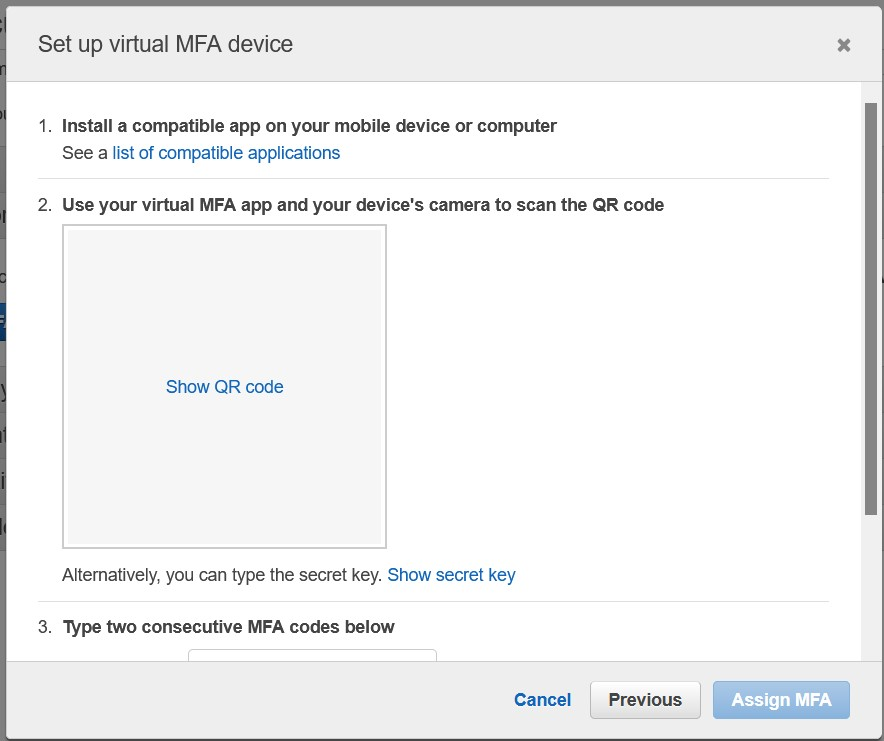 Set up virtual MFA device
1. Install a compatible app on your mobile device or computer
See a list of compatible applications
2. Use your virtual MFA app and your device's camera to scan the QR code
Show QR code
Alternatively, you can type the secret key. Show secret key
3. Type two consecutive MFA codes below
Cancel Previous Assign MFA